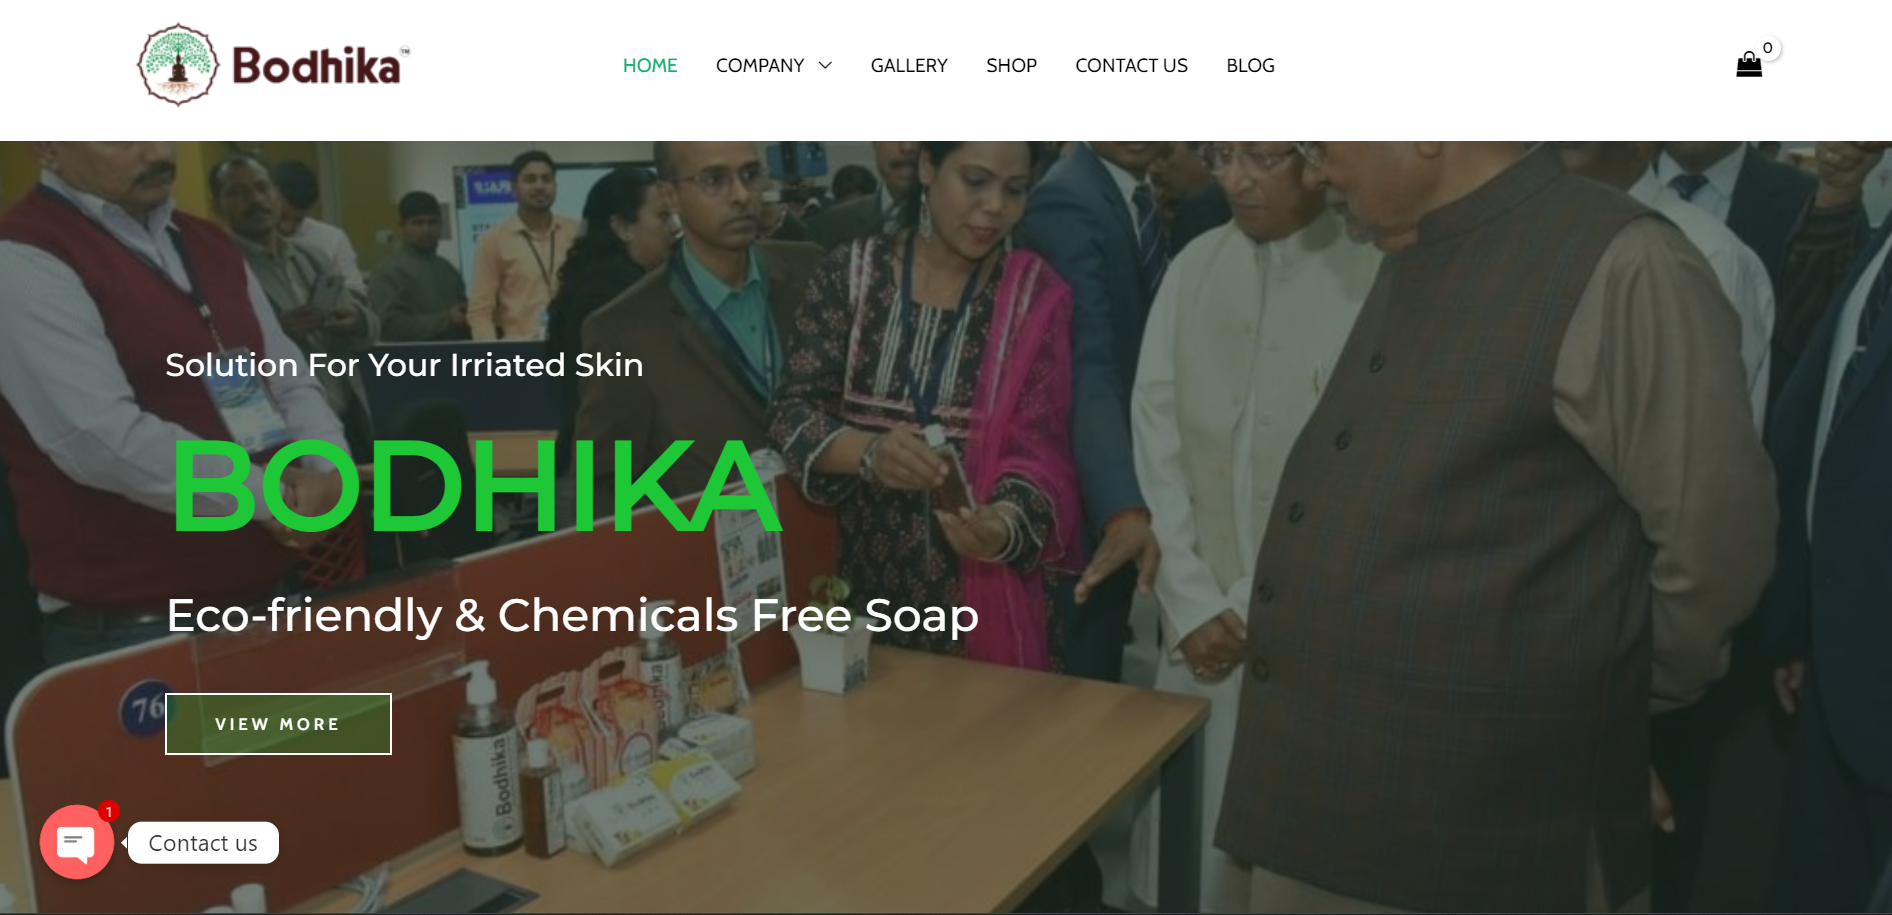 Bodhika™
HOME
COMPANY
GALLERY
SHOP
CONTACT US
BLOG
0
Solution For Your Irriated Skin
BODHIKA
Eco-friendly & Chemicals Free Soap
76
VIEW MORE
Bodhika
Bodhika
1
Contact us